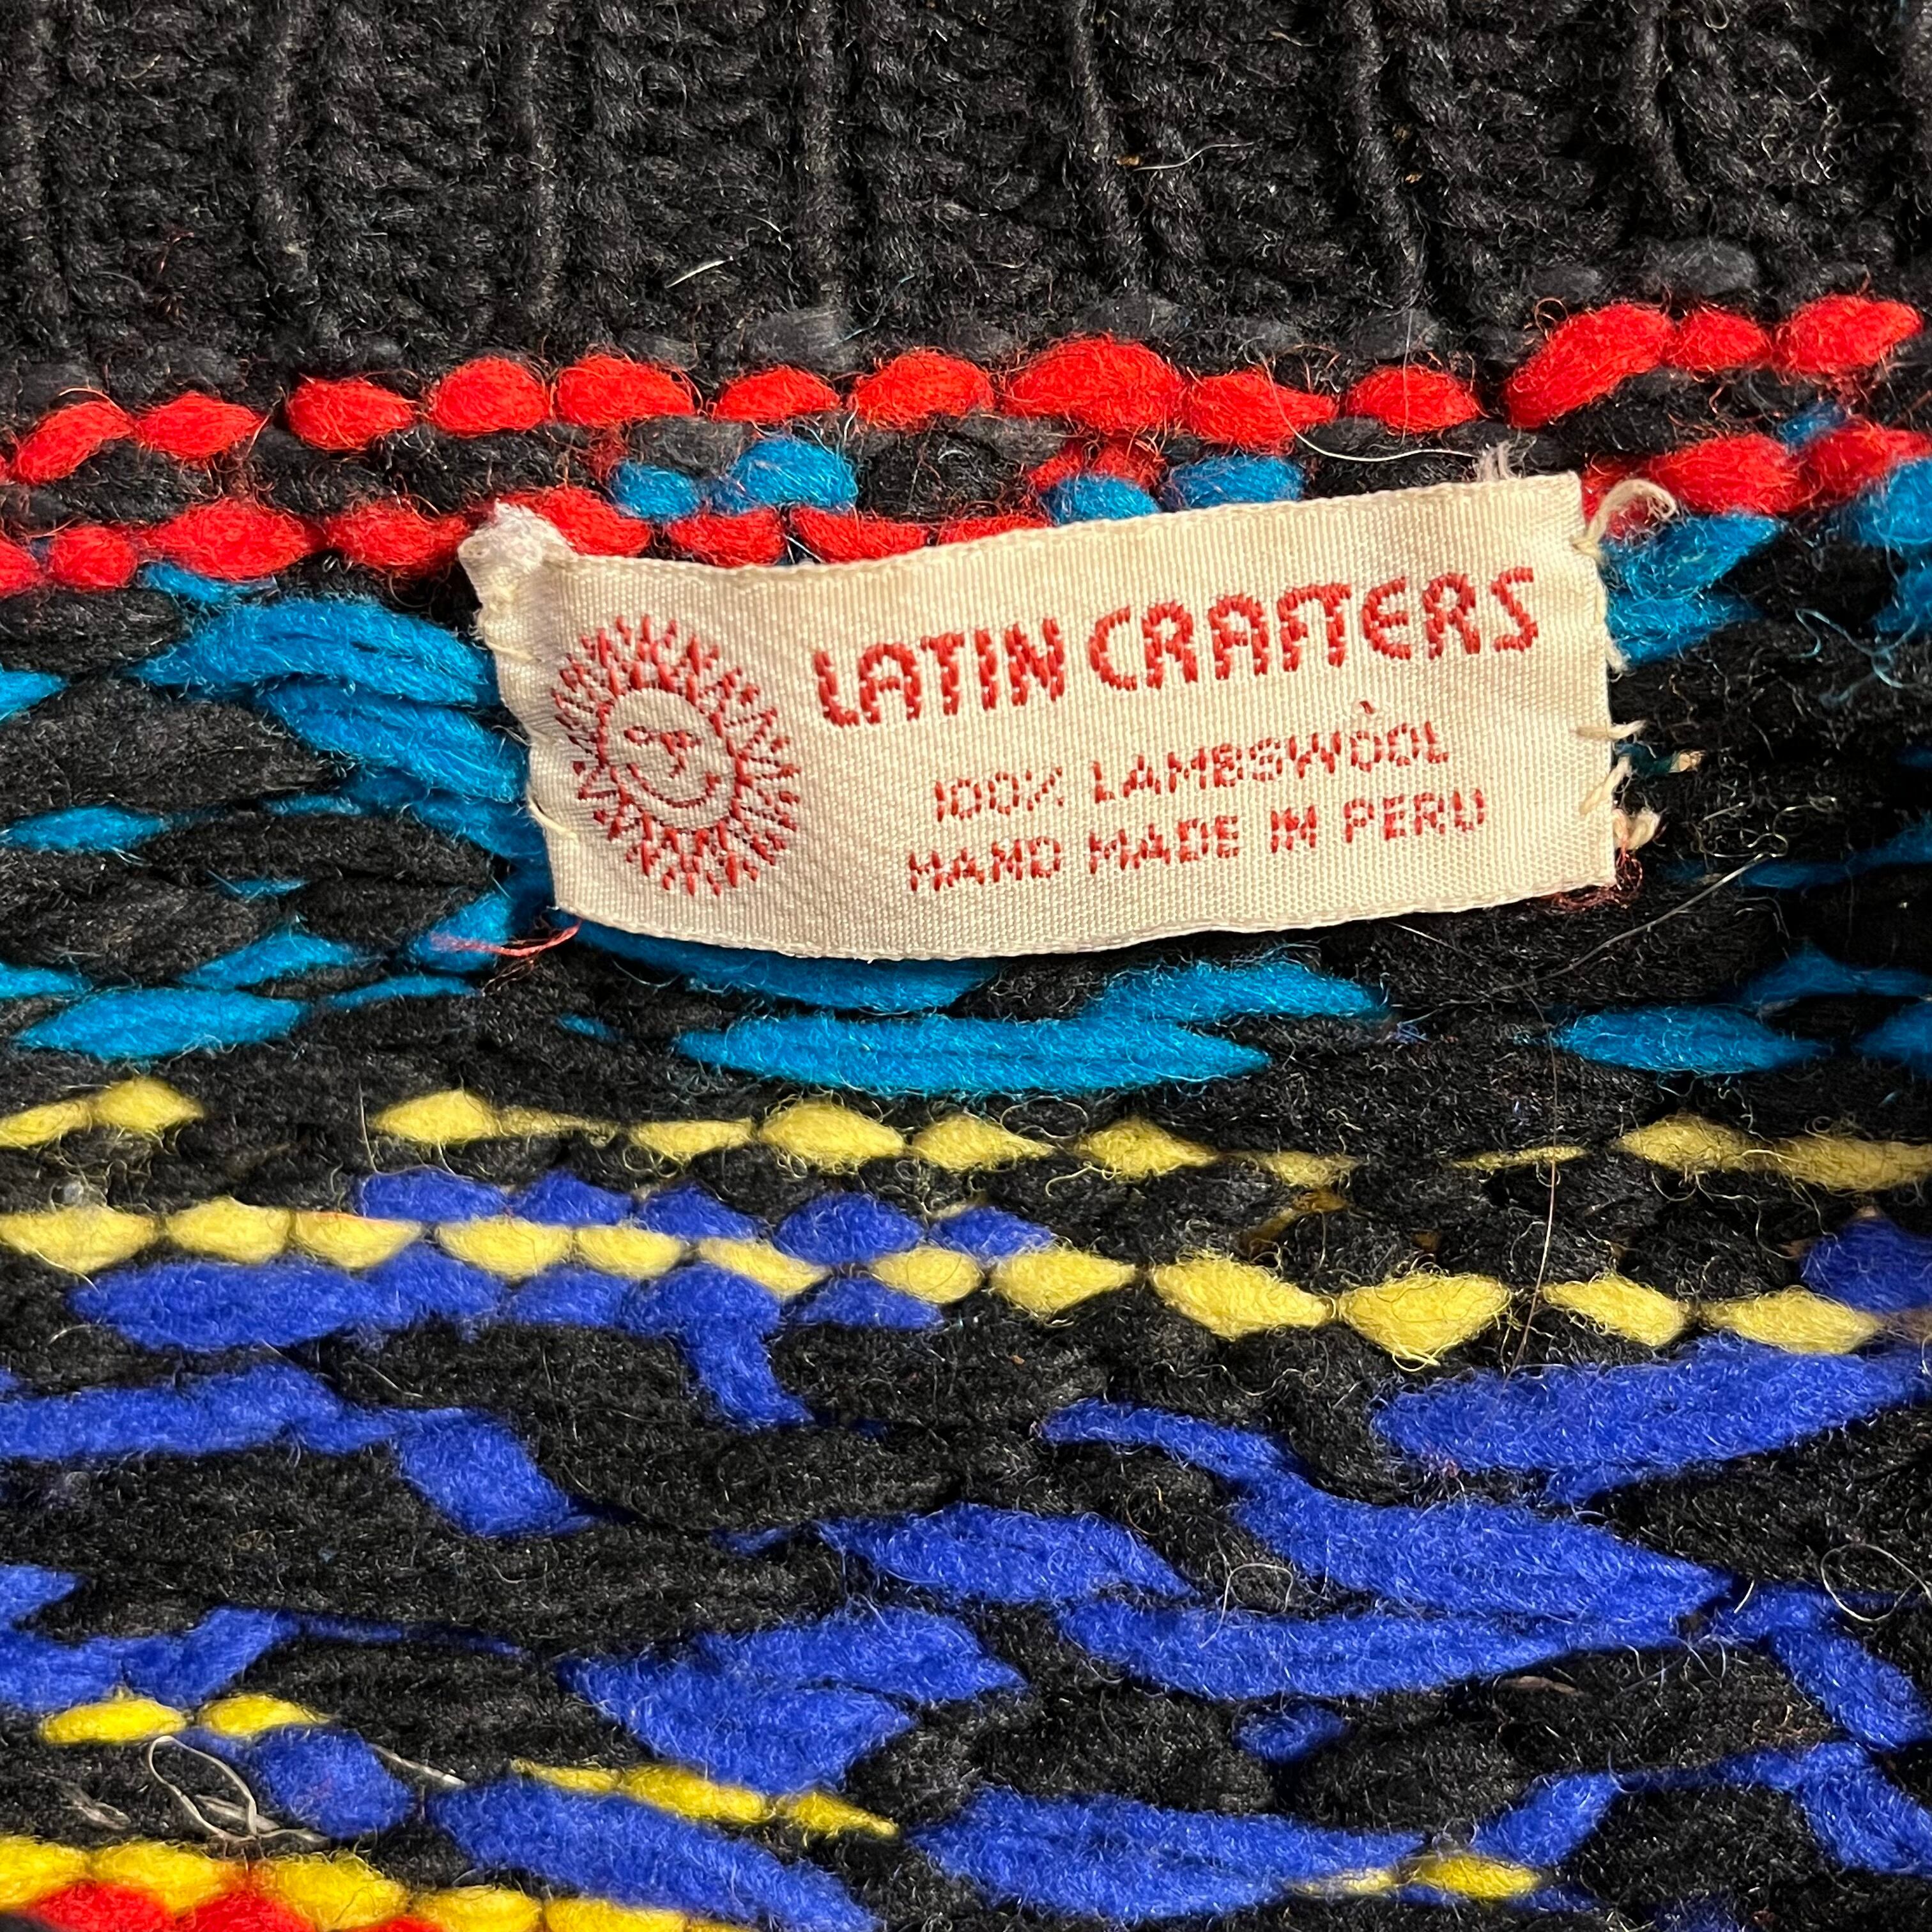 LATIN CRAFTERS
100% LAMBSWOOL
HAND MADE IN PERU